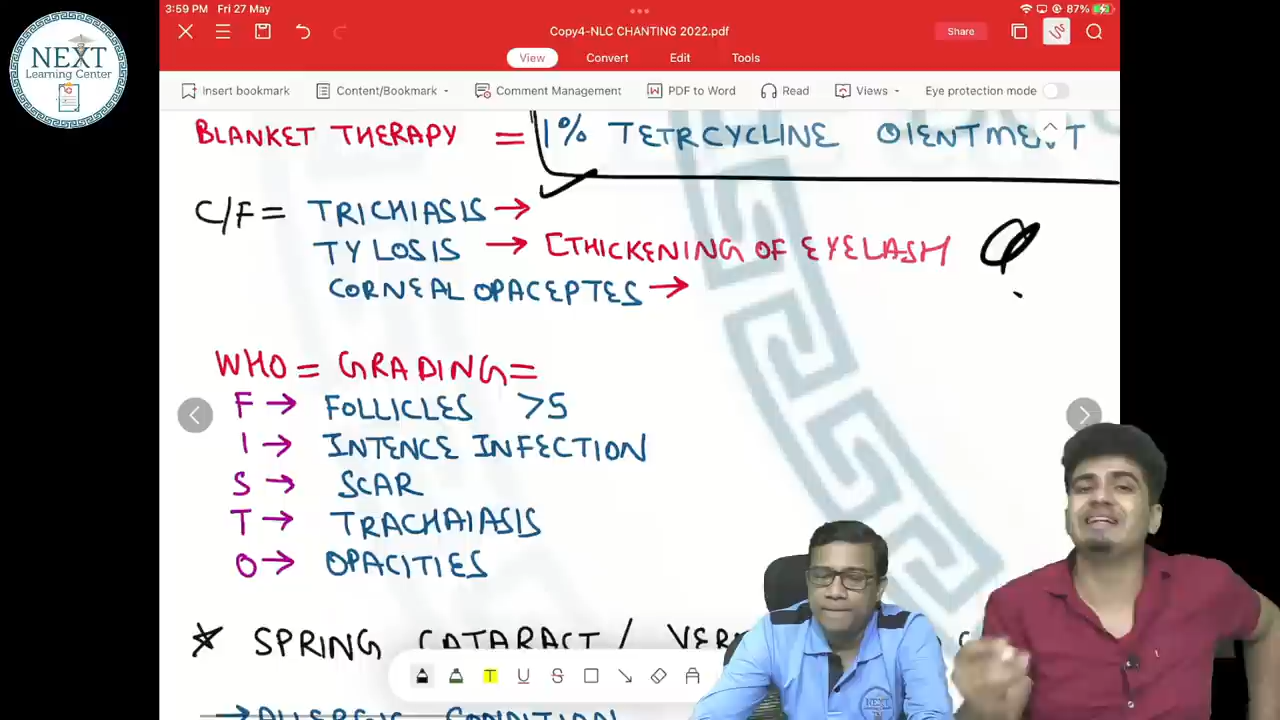 3:59 PM Fri 27 May
87%
NEXT
Learning Center
Copy4-NLC CHANTING 2022.pdf
Share
View Convert Edit Tools
Insert bookmark Content/Bookmark Comment Management PDF to Word Read Views Eye protection mode
BLANKET THERAPY = 1% TETRCYCLINE OIENTMENT
C/F = TRICHIASIS →
TYLOSIS → [THICKENING OF EYELASH
CORNEAL OPACEPTES →
WHO = GRADING =
F → FOLLICLES >5
I → INTENCE INFECTION
S → SCAR
T → TRACHAIASIS
O → OPACITIES
SPRING CATARACT /
→ ALLERGIC CONDITION
NEXT